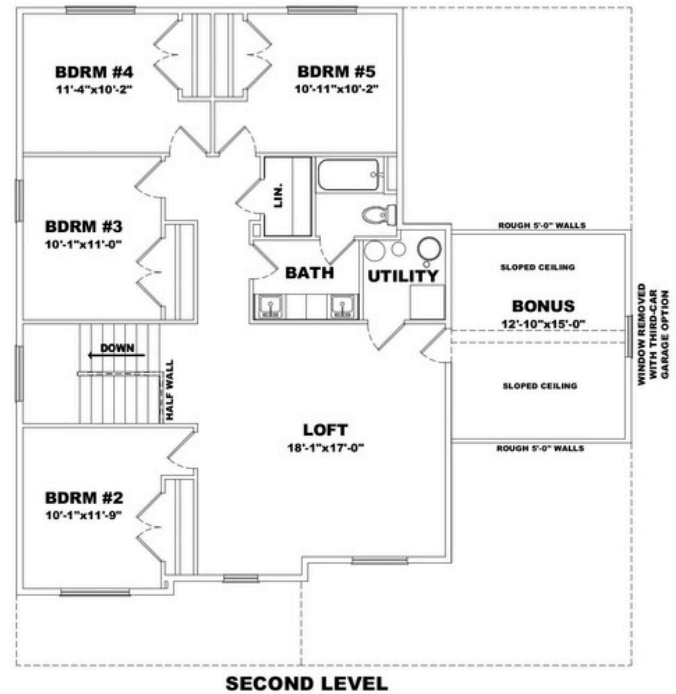 BDRM #4
11'-4"x10'-2"
BDRM #5
10'-11"x10'-2"
LIN.
BDRM #3
10'-1"x11'-0"
BATH
UTILITY
ROUGH 5'-0" WALLS
SLOPED CEILING
BONUS
12'-10"x15'-0"
SLOPED CEILING
ROUGH 5'-0" WALLS
WINDOW REMOVED
WITH THIRD-CAR
GARAGE OPTION
DOWN
HALF WALL
LOFT
18'-1"x17'-0"
BDRM #2
10'-1"x11'-9"
SECOND LEVEL